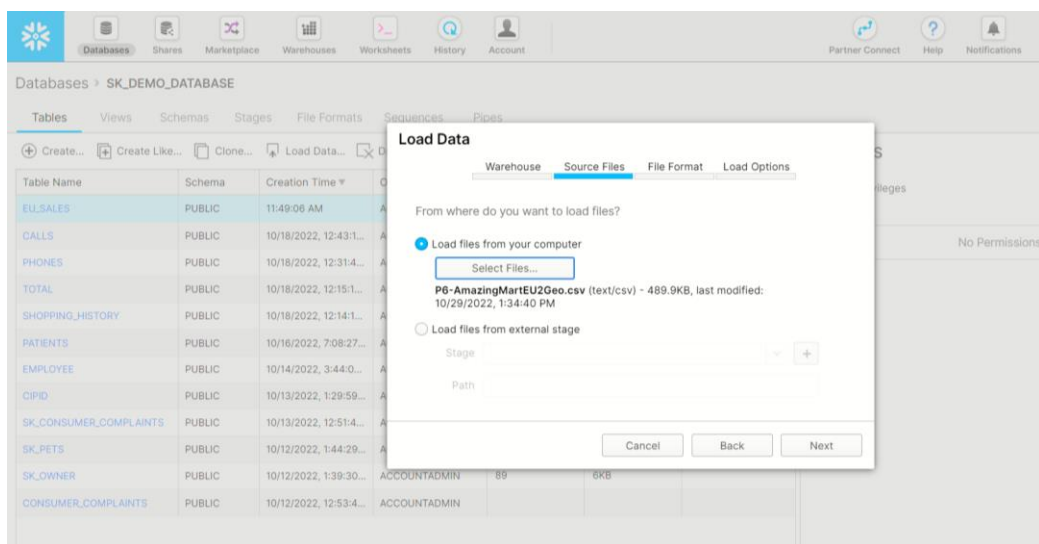 Databases
Shares
Marketplace
Warehouses
Worksheets
History
Account
Partner Connect
Help
Notifications
Databases > SK_DEMO_DATABASE
Tables Views Schemas Stages File Formats Sequences Pipes
Create... Create Like... Clone... Load Data... D
Table Name Schema Creation Time
EU_SALES PUBLIC 11:49:06 AM
CALLS PUBLIC 10/18/2022, 12:43:1...
PHONES PUBLIC 10/18/2022, 12:31:4...
TOTAL PUBLIC 10/18/2022, 12:15:1...
SHOPPING_HISTORY PUBLIC 10/18/2022, 12:14:1...
PATIENTS PUBLIC 10/16/2022, 7:08:27...
EMPLOYEE PUBLIC 10/14/2022, 3:44:0...
CIPID PUBLIC 10/13/2022, 1:29:59...
SK_CONSUMER_COMPLAINTS PUBLIC 10/13/2022, 12:51:4...
SK_PETS PUBLIC 10/12/2022, 1:44:29...
SK_OWNER PUBLIC 10/12/2022, 1:39:30... ACCOUNTADMIN 89 6KB
CONSUMER_COMPLAINTS PUBLIC 10/12/2022, 12:53:4... ACCOUNTADMIN
Load Data
Warehouse Source Files File Format Load Options
From where do you want to load files?
Load files from your computer
Select Files...
P6-AmazingMartEU2Geo.csv (text/csv) - 489.9KB, last modified:
10/29/2022, 1:34:40 PM
Load files from external stage
Stage
Path
Cancel Back Next
No Permissions